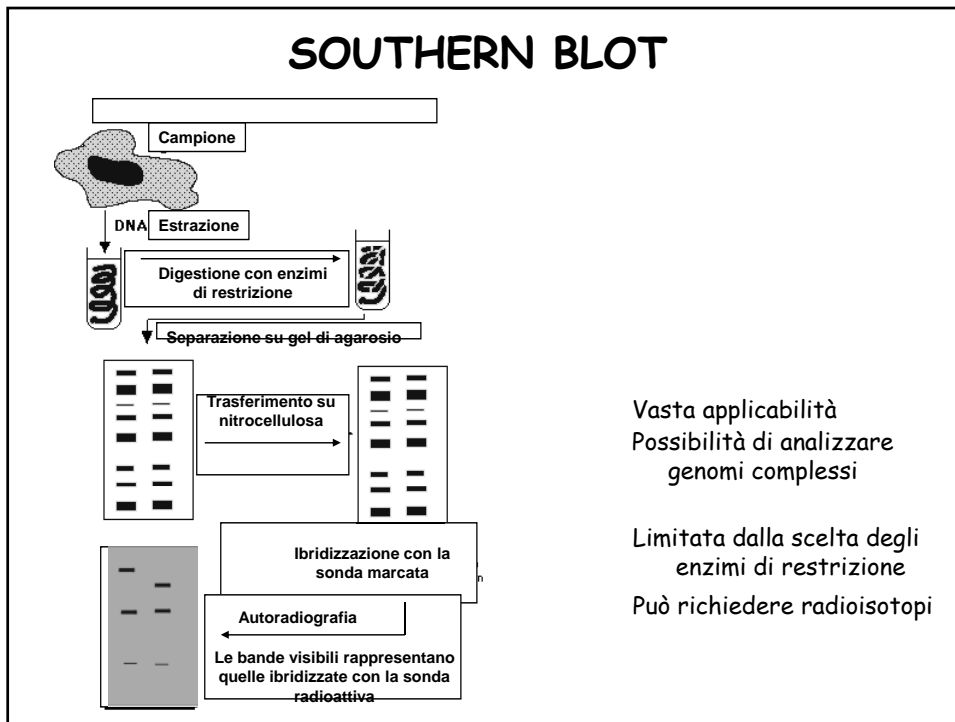 SOUTHERN BLOT
Campione
DNA
Estrazione
Digestione con enzimi
di restrizione
Separazione su gel di agarosio
Trasferimento su
nitrocellulosa
Vasta applicabilità
Possibilità di analizzare
genomi complessi
Ibridizzazione con la
sonda marcata
n
Limitata dalla scelta degli
enzimi di restrizione
Può richiedere radioisotopi
Autoradiografia
Le bande visibili rappresentano
quelle ibridizzate con la sonda
radioattiva